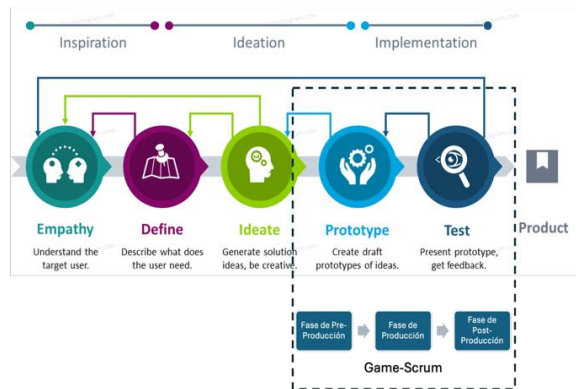 Inspiration
Ideation
Implementation
Empathy
Define
Ideate
Prototype
Test
Product
Understand the
target user.
Describe what does
the user need.
Generate solution
ideas, be creative.
Create draft
prototypes of ideas.
Present prototype,
get feedback.
Fase de Pre-
Producción
Fase de
Producción
Fase de
Post-
Producción
Game-Scrum